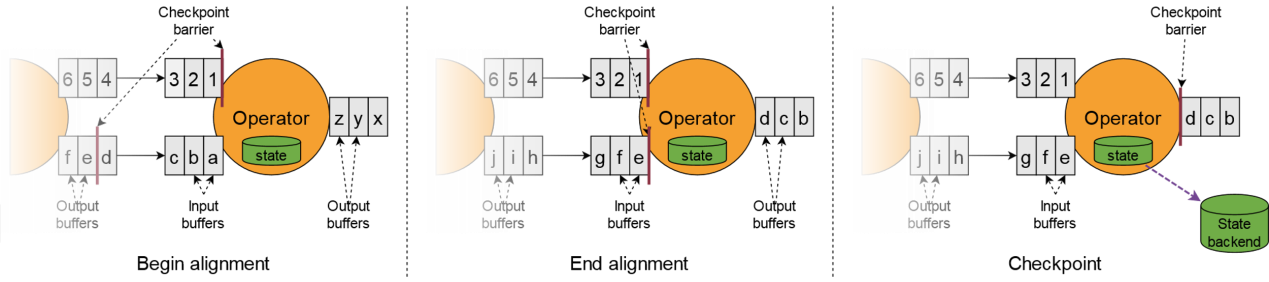 Checkpoint
barrier
6 5 4
3 2 1
Operator
state
z y x
f e d
c b a
Output
buffers
Input
buffers
Output
buffers
Begin alignment
Checkpoint
barrier
6 5 4
3 2 1
Operator
state
d c b
j i h
g f e
Output
buffers
Input
buffers
Output
buffers
End alignment
Checkpoint
barrier
6 5 4
3 2 1
Operator
state
d c b
j i h
g f e
Output
buffers
Input
buffers
State
backend
Checkpoint